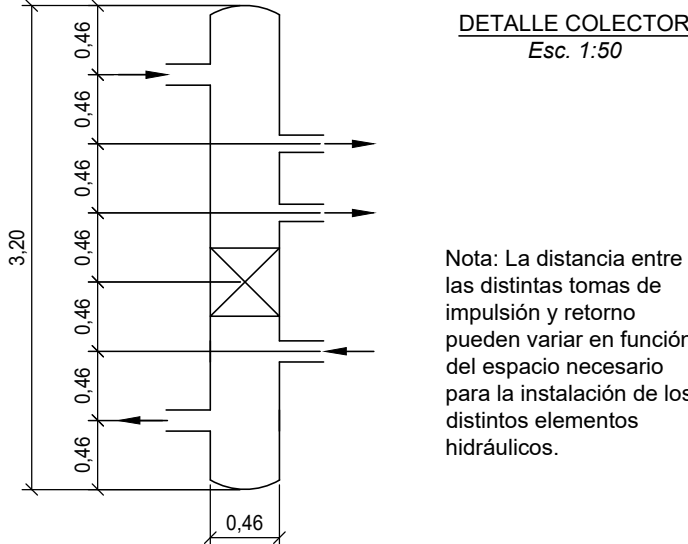 DETALLE COLECTOR
Esc. 1:50
0,46
0,46
0,46
0,46
0,46
0,46
0,46
3,20
0,46
Nota: La distancia entre
las distintas tomas de
impulsión y retorno
pueden variar en función
del espacio necesario
para la instalación de los
distintos elementos
hidráulicos.